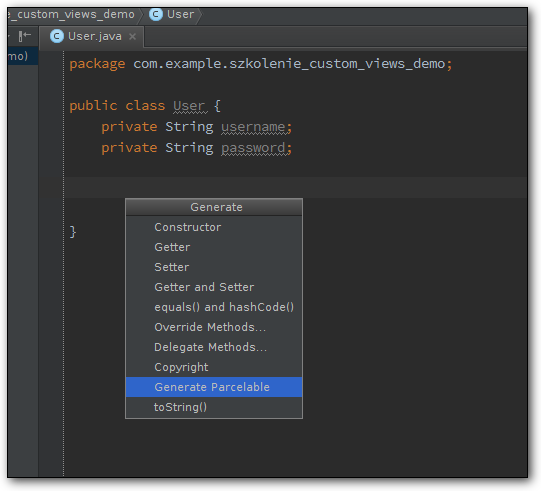 e_custom_views_demo User
User.java
mo)
package com.example.szkolenie_custom_views_demo;
public class User {
private String username;
private String password;
}
Generate
Constructor
Getter
Setter
Getter and Setter
equals() and hashCode()
Override Methods...
Delegate Methods...
Copyright
Generate Parcelable
toString()